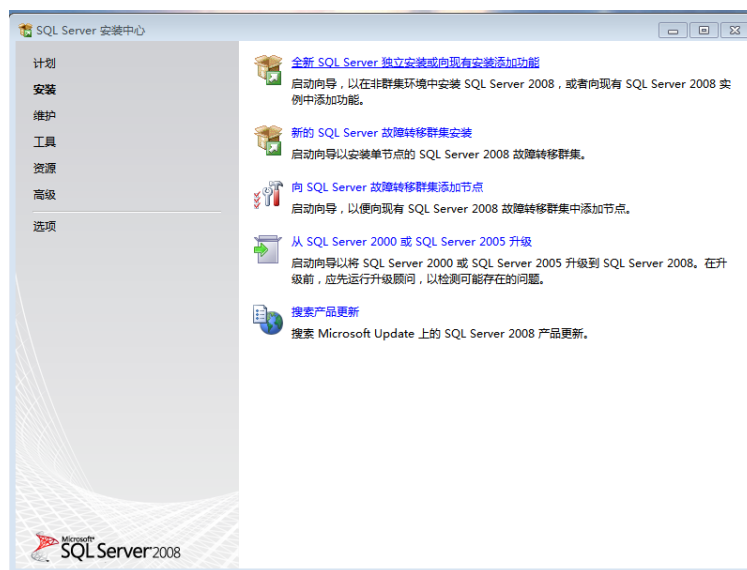 SQL Server 安装中心
计划
安装
维护
工具
资源
高级
选项
全新 SQL Server 独立安装或向现有安装添加功能
启动向导，以在非群集环境中安装 SQL Server 2008，或者向现有 SQL Server 2008 实
例中添加功能。
新的 SQL Server 故障转移群集安装
启动向导以安装单节点的 SQL Server 2008 故障转移群集。
向 SQL Server 故障转移群集添加节点
启动向导，以便向现有 SQL Server 2008 故障转移群集中添加节点。
从 SQL Server 2000 或 SQL Server 2005 升级
启动向导以将 SQL Server 2000 或 SQL Server 2005 升级到 SQL Server 2008。在升
级前，应先运行升级顾问，以检测可能存在的问题。
搜索产品更新
搜索 Microsoft Update 上的 SQL Server 2008 产品更新。
Microsoft
SQL Server 2008